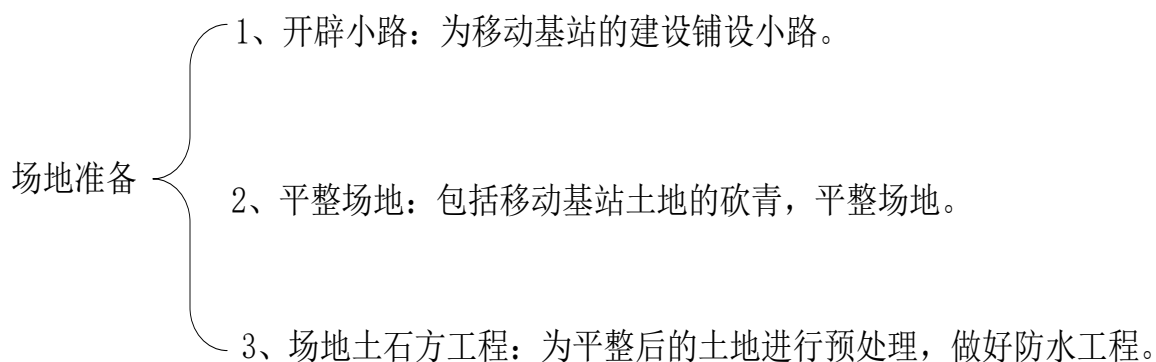 1、开辟小路：为移动基站的建设铺设小路。
场地准备
2、平整场地：包括移动基站土地的砍青，平整场地。
3、场地土石方工程：为平整后的土地进行预处理，做好防水工程。